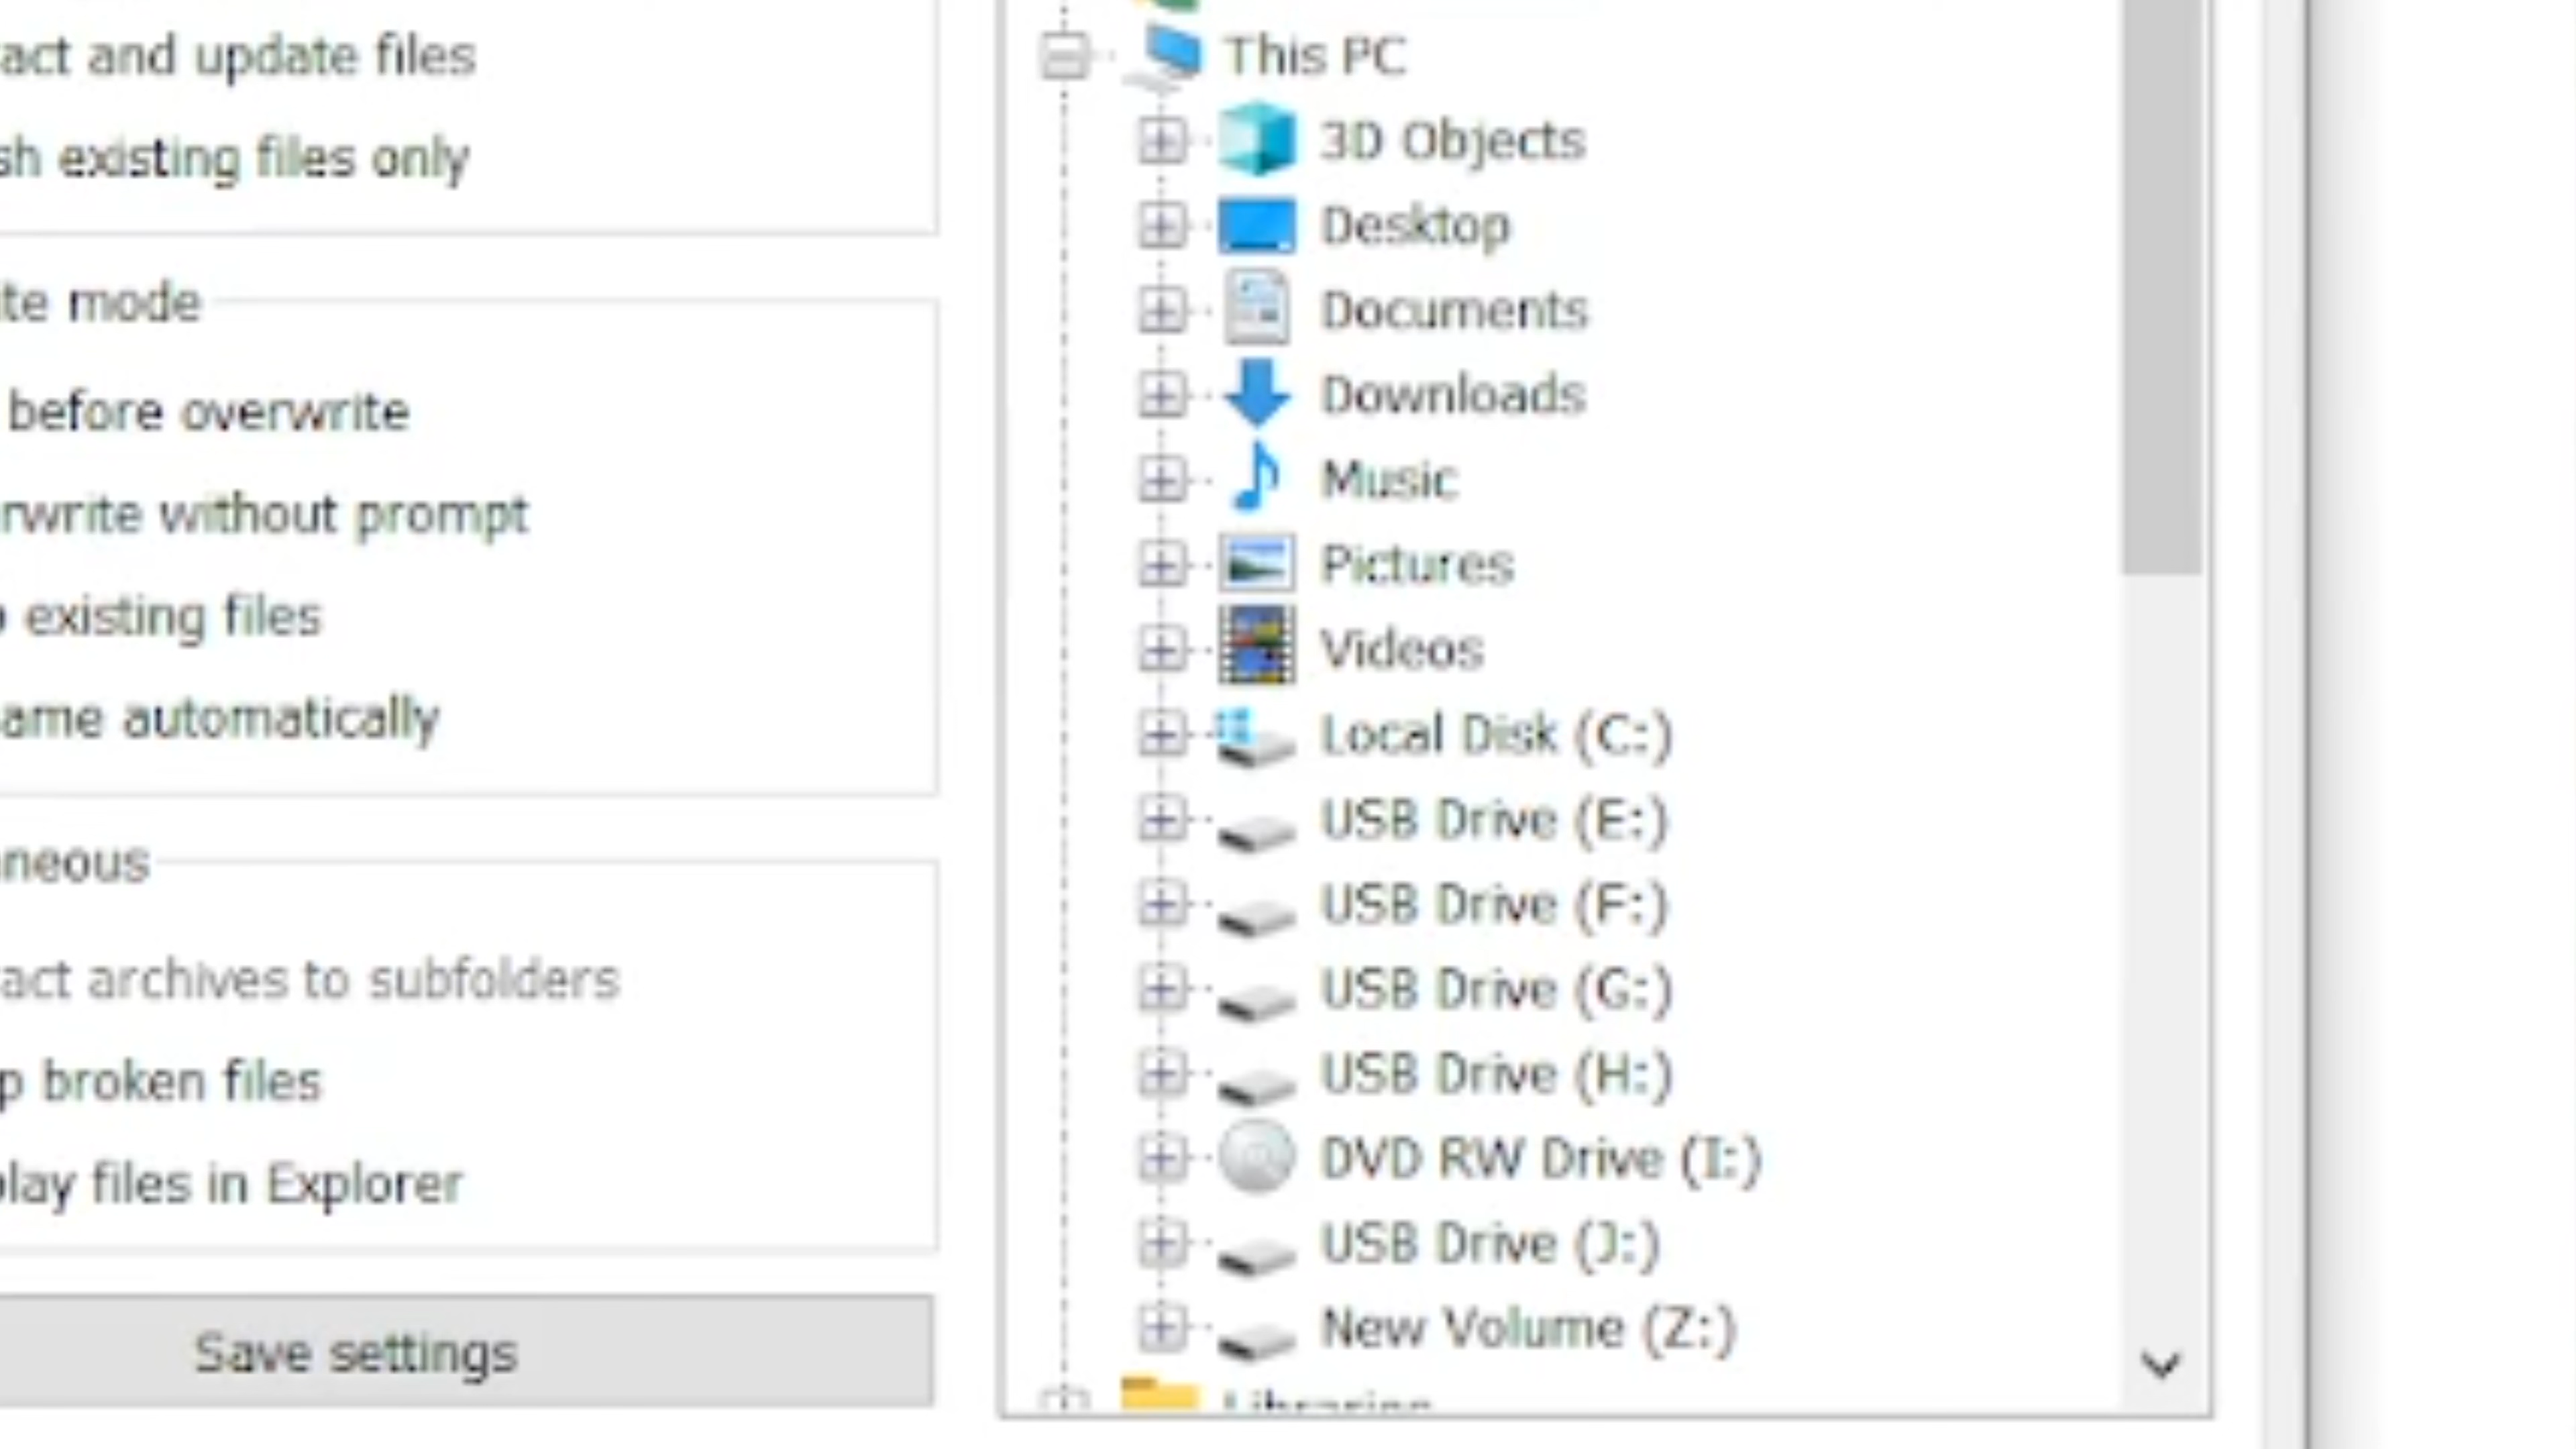 act and update files
sh existing files only
te mode
before overwrite
rwrite without prompt
existing files
ame automatically
neous
act archives to subfolders
p broken files
lay files in Explorer
Save settings
This PC
3D Objects
Desktop
Documents
Downloads
Music
Pictures
Videos
Local Disk (C:)
USB Drive (E:)
USB Drive (F:)
USB Drive (G:)
USB Drive (H:)
DVD RW Drive (I:)
USB Drive (J:)
New Volume (Z:)
Libraries